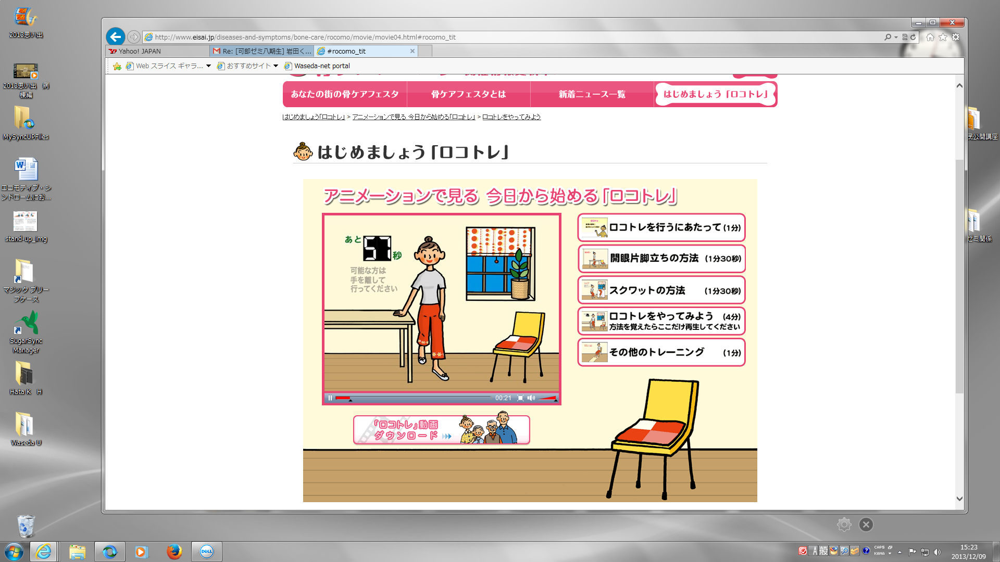 2013思い出
2013思い出　病
棟編
MySyncUPFiles
ロコモティブ・シ
ンドロームにお...
stand-up_img
マジック ブリー
フケース
SugarSync
Manager
Hata K　H
Waseda U
http://www.eisai.jp/diseases-and-symptoms/bone-care/rocomo/movie/movie04.html#rocomo_tit
Yahoo! JAPAN
Re: [可部ゼミ八期生] 岩田く...
#rocomo_tit
Web スライス ギャラ...
おすすめサイト
Waseda-net portal
あなたの街の骨ケアフェスタ
骨ケアフェスタとは
新着ニュース一覧
はじめましょう「ロコトレ」
はじめましょう「ロコトレ」 > アニメーションで見る 今日から始める「ロコトレ」 > ロコトレをやってみよう
はじめましょう「ロコトレ」
アニメーションで見る 今日から始める「ロコトレ」
あと
秒
可能な方は
手を離して
行ってください
00:21
ロコトレを行うにあたって (1分)
開眼片脚立ちの方法 (1分30秒)
スクワットの方法 (1分30秒)
ロコトレをやってみよう (4分)
方法を覚えたらここだけ再生してください
その他のトレーニング (1分)
「ロコトレ」動画
ダウンロード
民公開講座
ゼミ関係
DELL
A 般
CAPS
KANA
15:23
2013/12/09